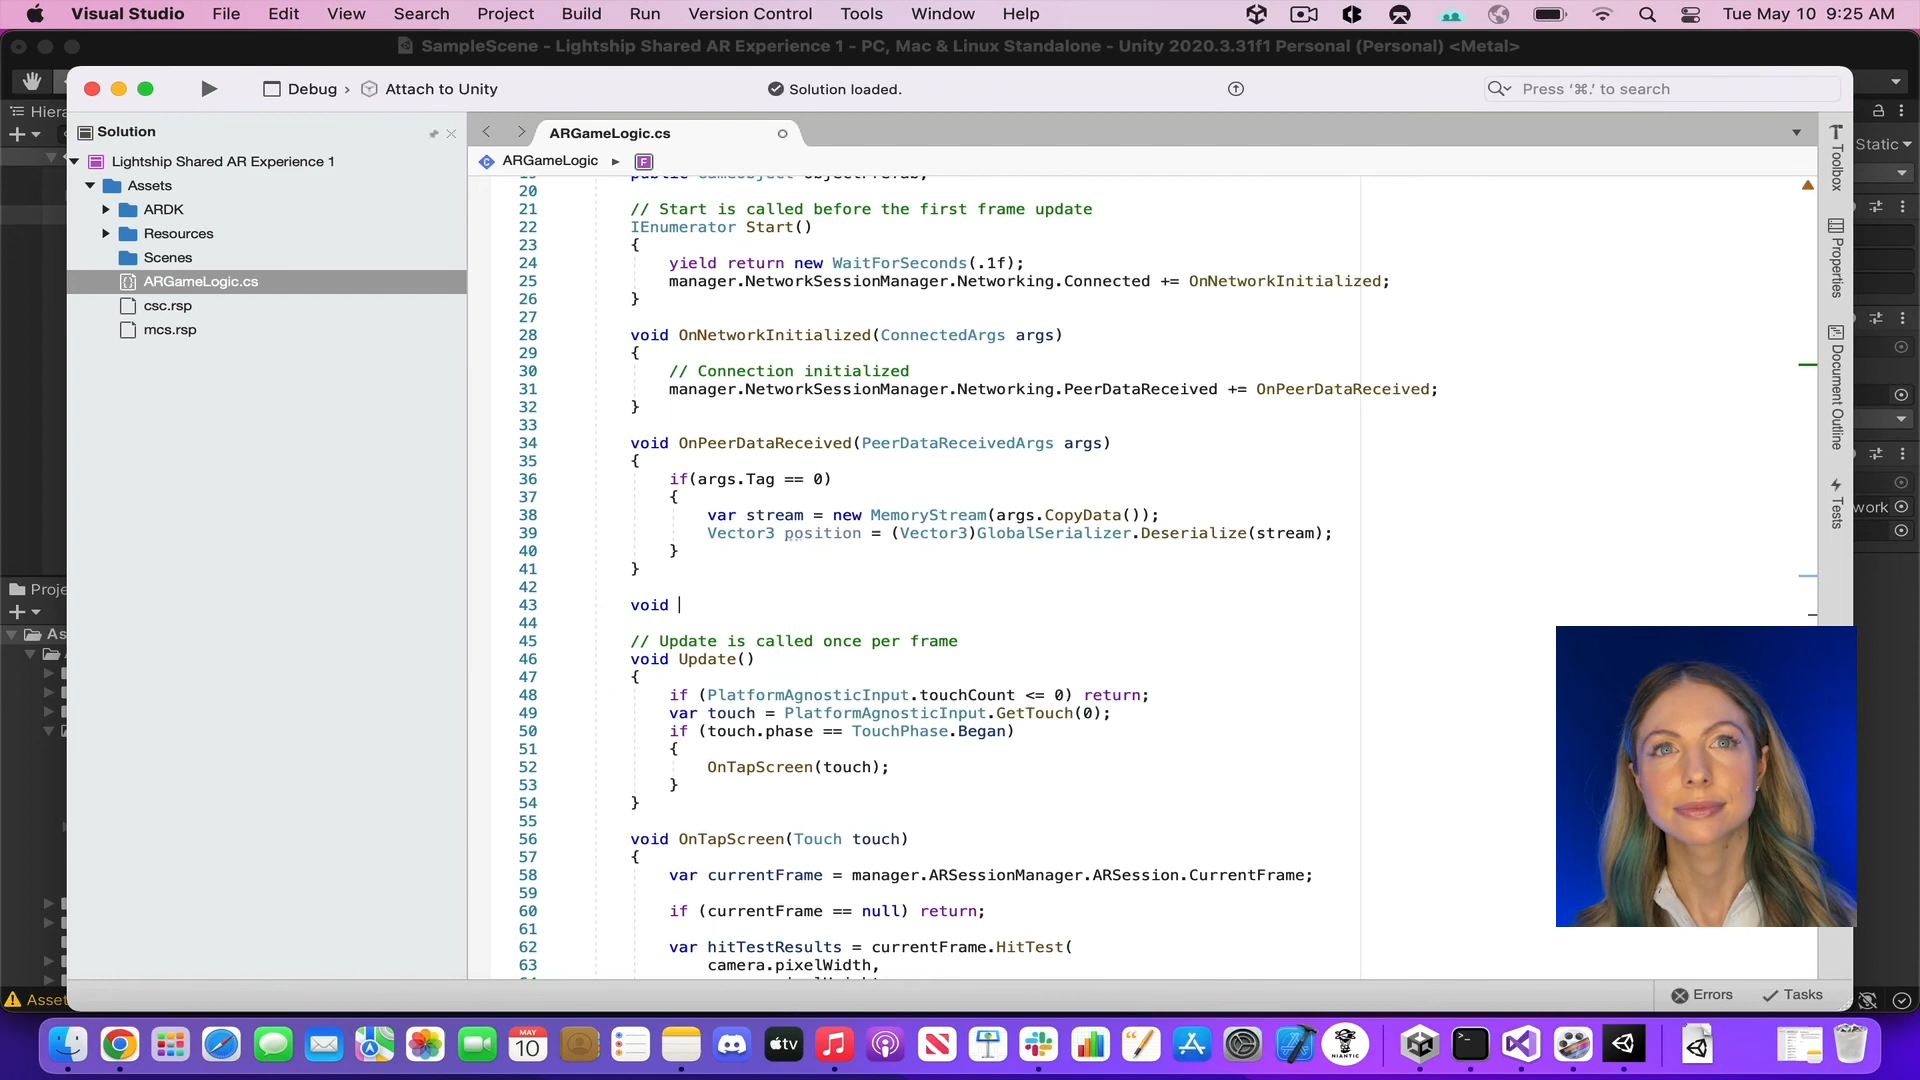 Visual Studio File Edit View Search Project Build Run Version Control Tools Window Help Tue May 10 9:25 AM
SampleScene - Lightship Shared AR Experience 1 - PC, Mac & Linux Standalone - Unity 2020.3.31f1 Personal (Personal) <Metal>
Debug › Attach to Unity Solution loaded. Press '⌘.' to search
Hierar
Static
Solution
Lightship Shared AR Experience 1
Assets
ARDK
Resources
Scenes
ARGameLogic.cs
csc.rsp
mcs.rsp
Proje
As
Asset
ARGameLogic.cs
ARGameLogic
20
21 // Start is called before the first frame update
22 IEnumerator Start()
23 {
24 yield return new WaitForSeconds(.1f);
25 manager.NetworkSessionManager.Networking.Connected += OnNetworkInitialized;
26 }
27
28 void OnNetworkInitialized(ConnectedArgs args)
29 {
30 // Connection initialized
31 manager.NetworkSessionManager.Networking.PeerDataReceived += OnPeerDataReceived;
32 }
33
34 void OnPeerDataReceived(PeerDataReceivedArgs args)
35 {
36 if(args.Tag == 0)
37 {
38 var stream = new MemoryStream(args.CopyData());
39 Vector3 position = (Vector3)GlobalSerializer.Deserialize(stream);
40 }
41 }
42
43 void
44
45 // Update is called once per frame
46 void Update()
47 {
48 if (PlatformAgnosticInput.touchCount <= 0) return;
49 var touch = PlatformAgnosticInput.GetTouch(0);
50 if (touch.phase == TouchPhase.Began)
51 {
52 OnTapScreen(touch);
53 }
54 }
55
56 void OnTapScreen(Touch touch)
57 {
58 var currentFrame = manager.ARSessionManager.ARSession.CurrentFrame;
59
60 if (currentFrame == null) return;
61
62 var hitTestResults = currentFrame.HitTest(
63 camera.pixelWidth,
Toolbox
Properties
Document Outline
Tests
work
Errors Tasks
MAY
10
tv
NIANTIC